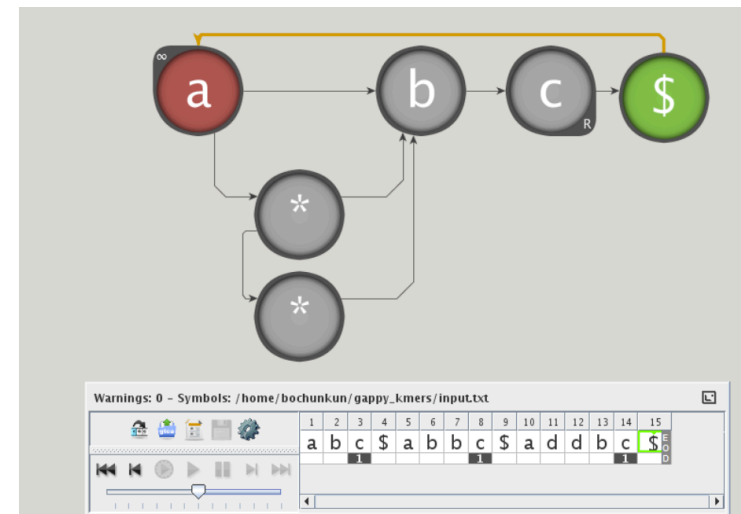 ∞
a b c $
R
*
*
Warnings: 0 - Symbols: /home/bochunkun/gappy_kmers/input.txt
1 2 3 4 5 6 7 8 9 10 11 12 13 14 15
a b c $ a b b c $ a d d b c $ EOD
1 1 1